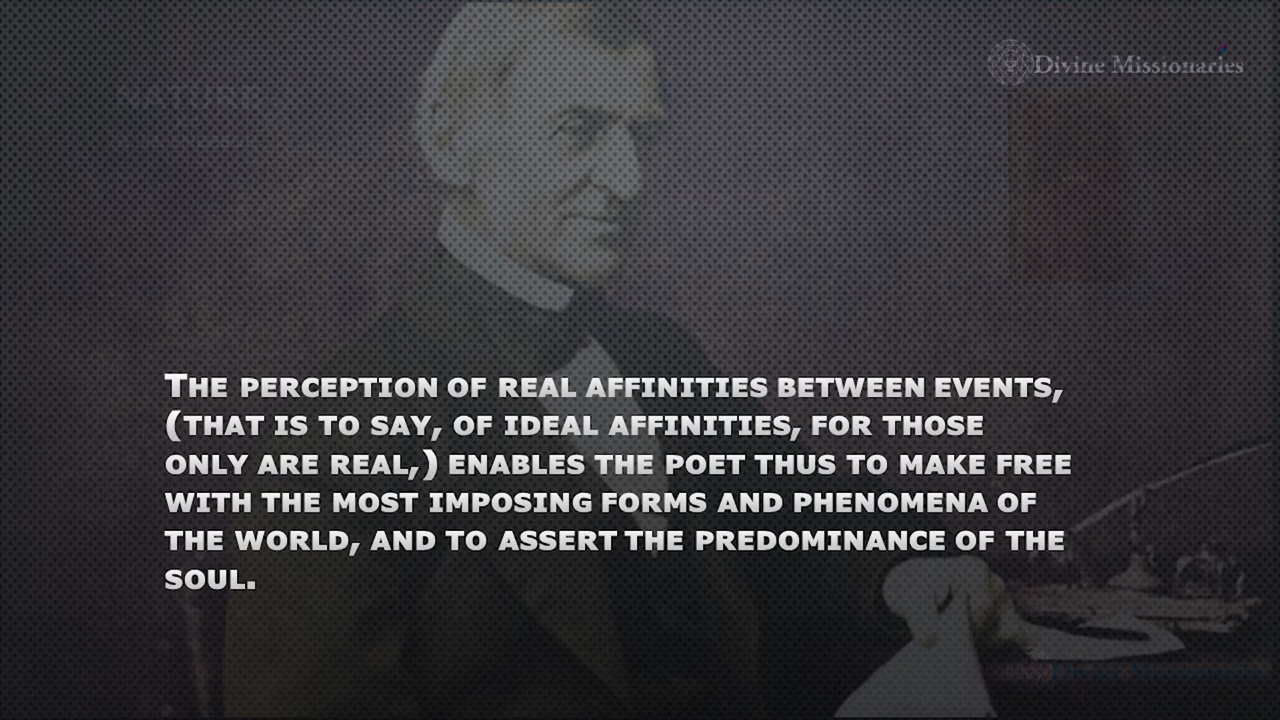 Divine Missionaries
NATURE
THE PERCEPTION OF REAL AFFINITIES BETWEEN EVENTS,
(THAT IS TO SAY, OF IDEAL AFFINITIES, FOR THOSE
ONLY ARE REAL,) ENABLES THE POET THUS TO MAKE FREE
WITH THE MOST IMPOSING FORMS AND PHENOMENA OF
THE WORLD, AND TO ASSERT THE PREDOMINANCE OF THE
SOUL.